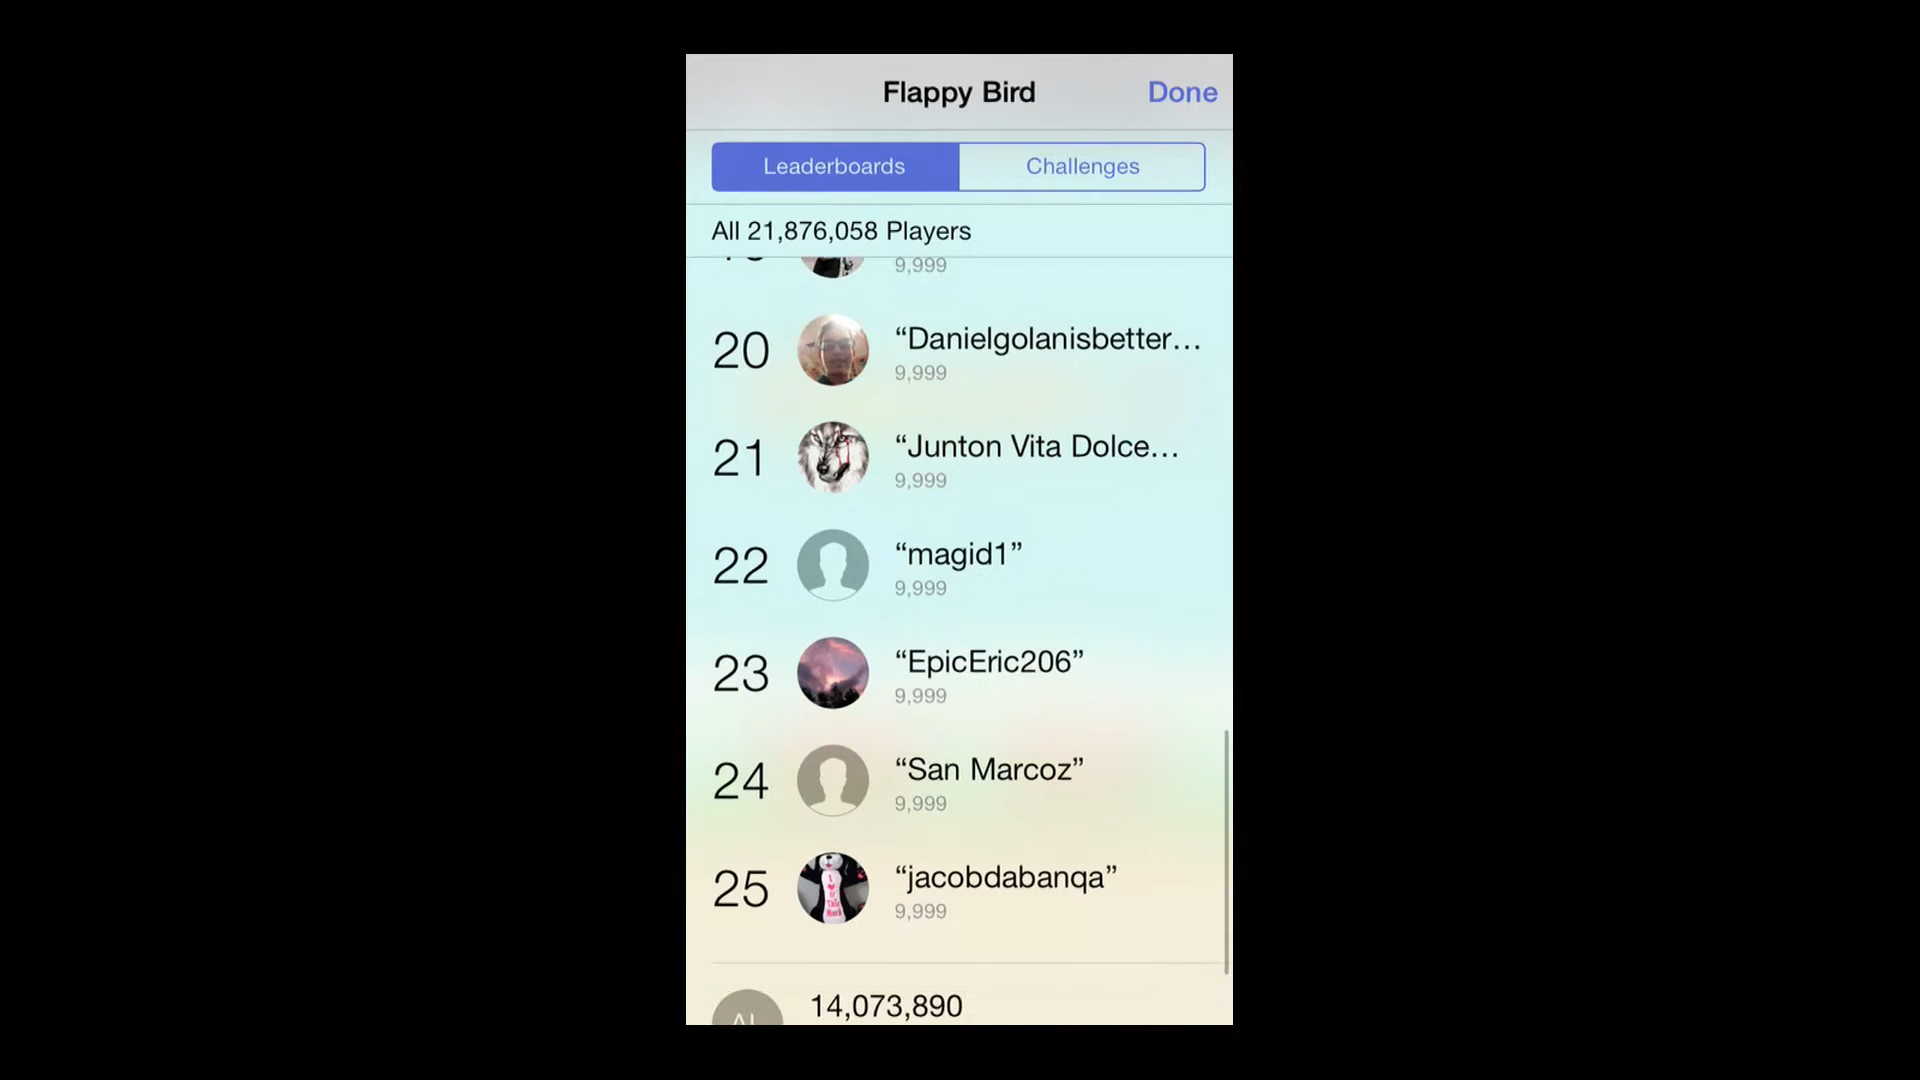 Flappy Bird
Done
Leaderboards
Challenges
All 21,876,058 Players
9,999
20
“Danielgolanisbetter…
9,999
21
“Junton Vita Dolce…
9,999
22
“magid1”
9,999
23
“EpicEric206”
9,999
24
“San Marcoz”
9,999
25
“jacobdabanqa”
9,999
I
This
Much
14,073,890